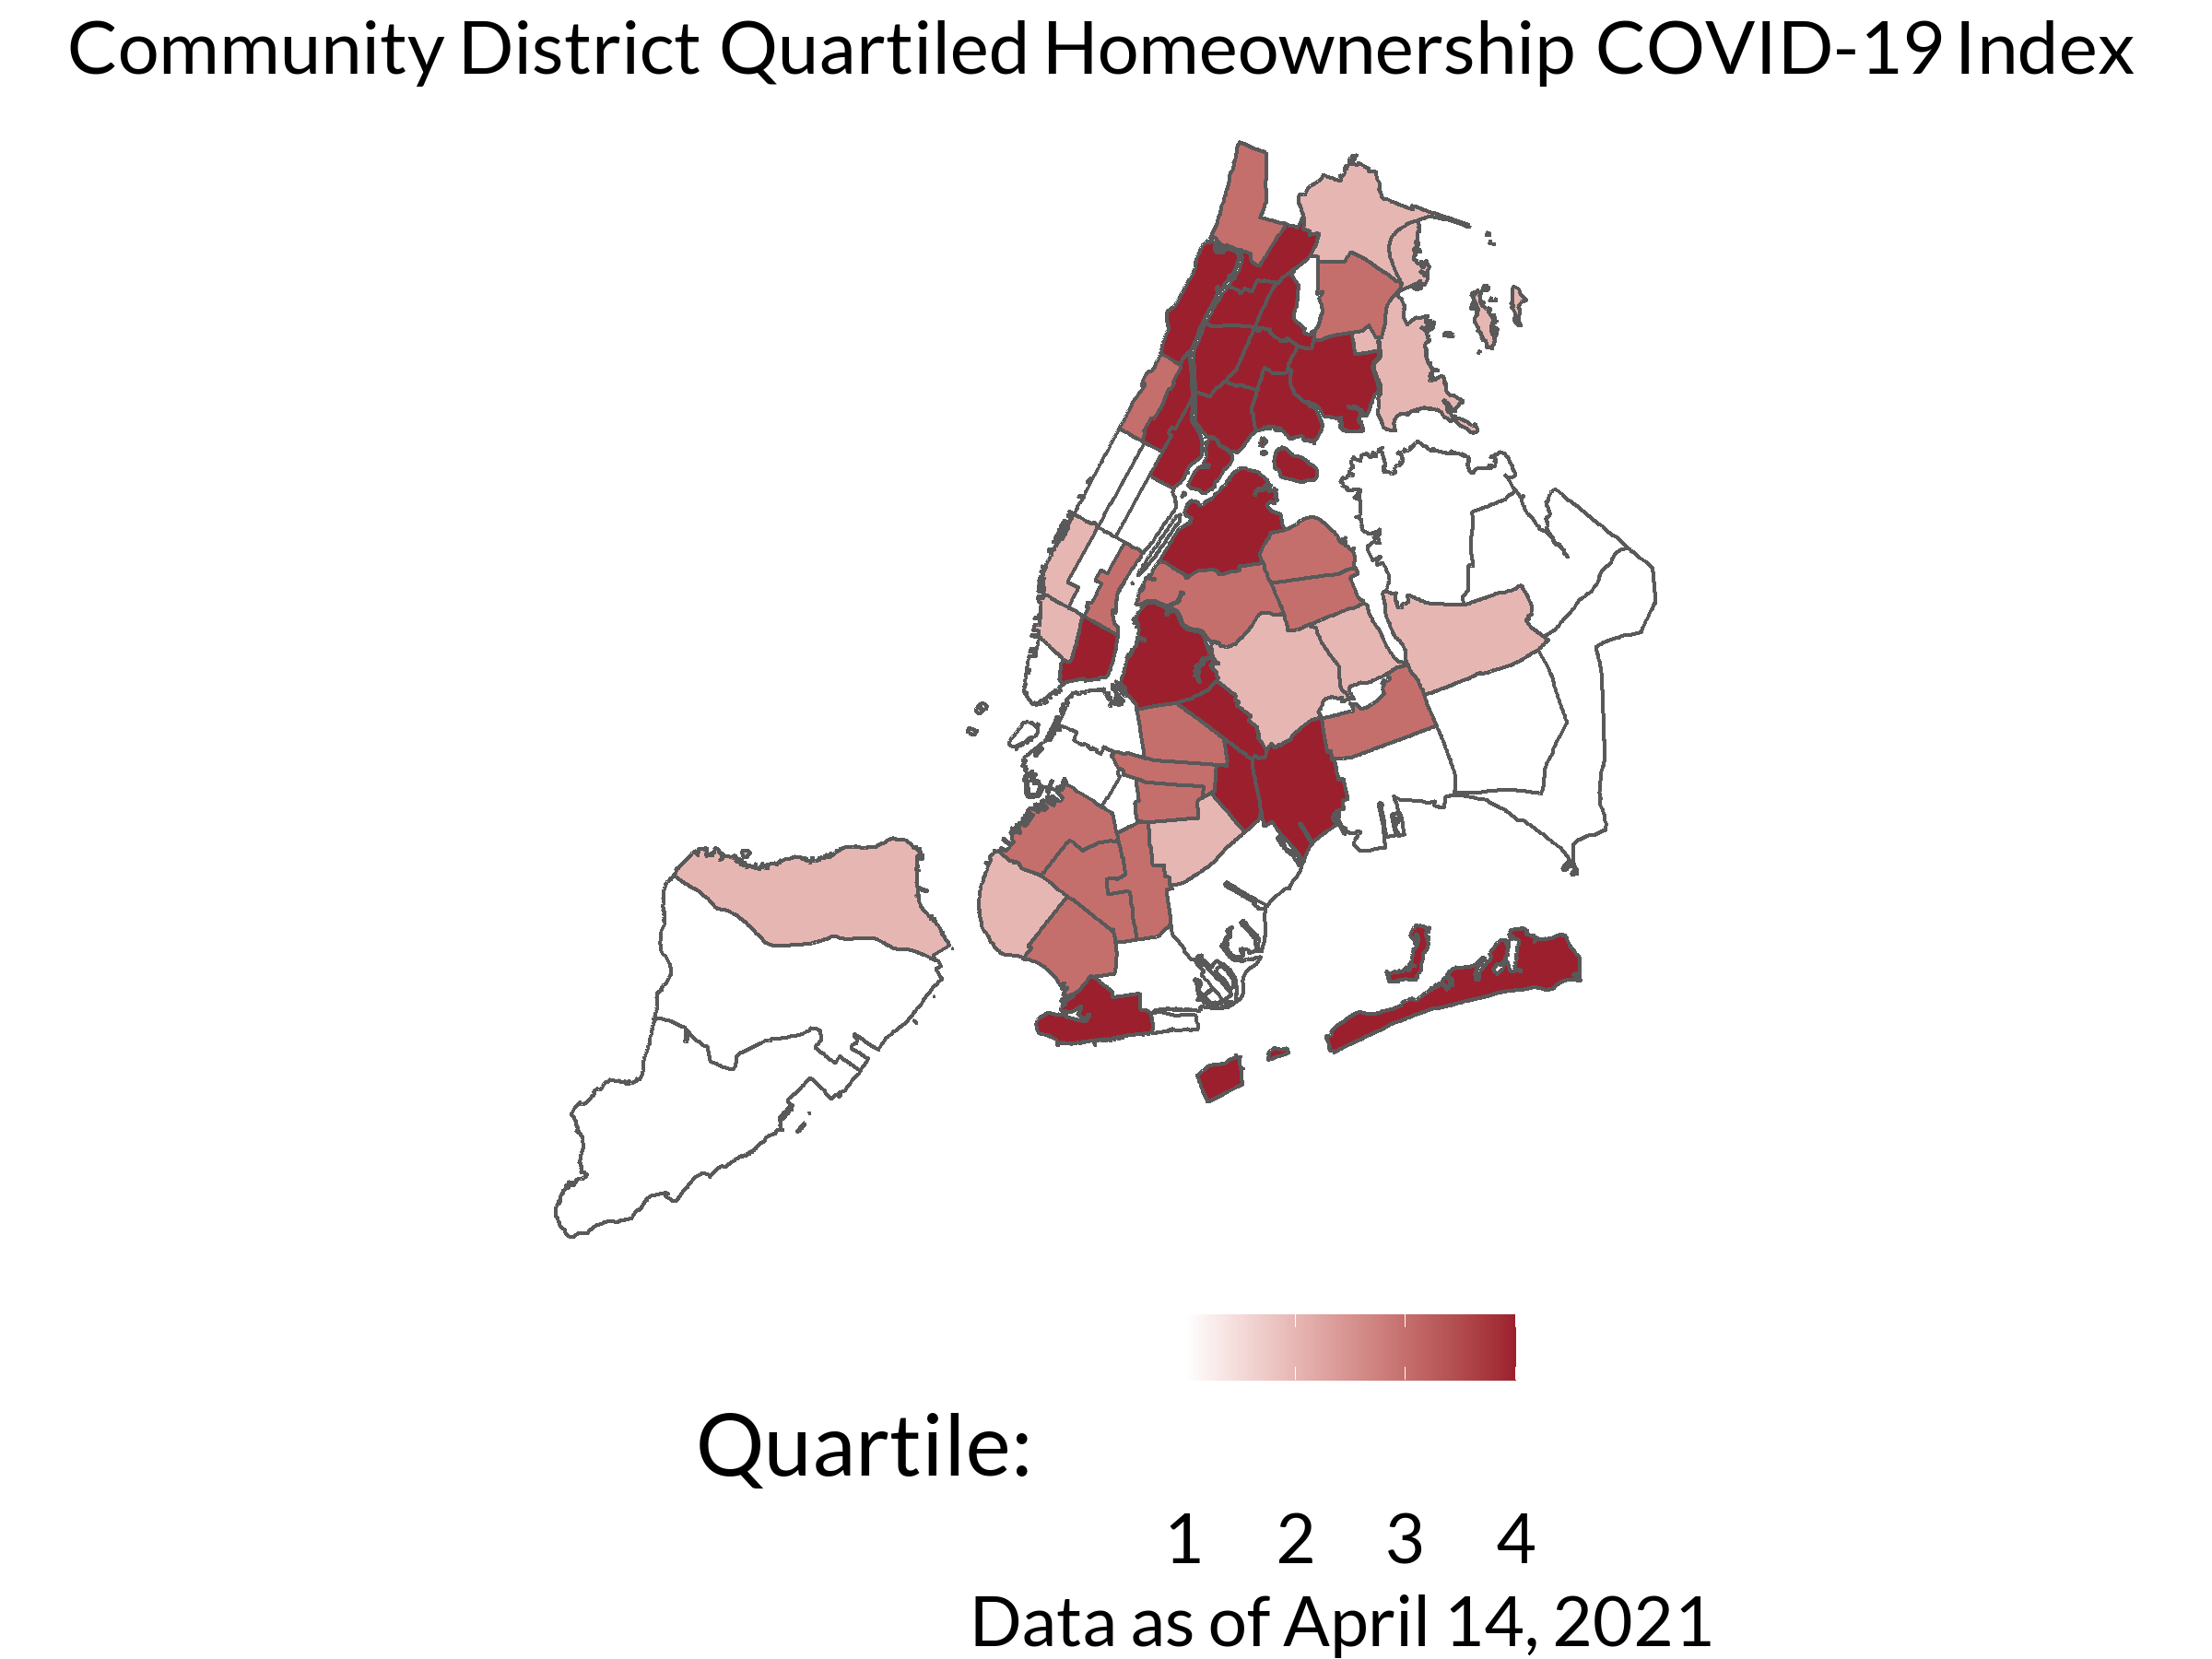 Community District Quartiled Homeownership COVID-19 Index
Quartile:
1 2 3 4
Data as of April 14, 2021